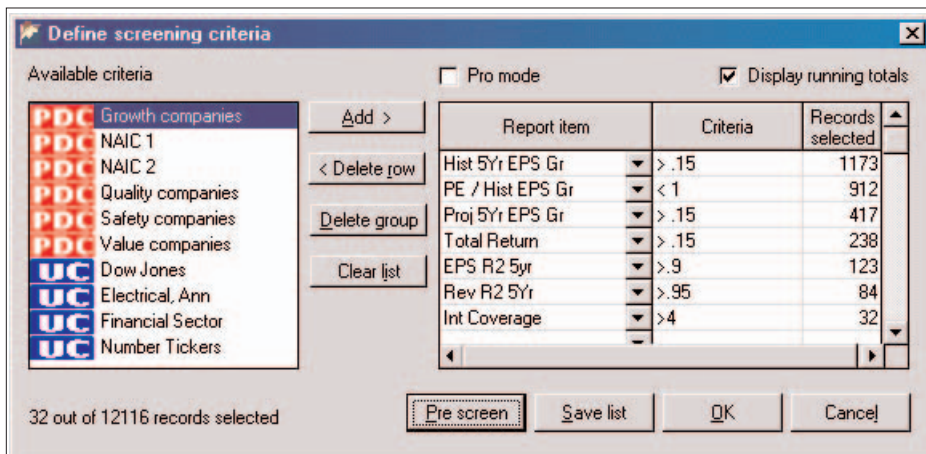 Define screening criteria
Available criteria
Pro mode
Display running totals
PDC Growth companies
PDC NAIC 1
PDC NAIC 2
PDC Quality companies
PDC Safety companies
PDC Value companies
UC Dow Jones
UC Electrical, Ann
UC Financial Sector
UC Number Tickers
Add >
< Delete row
Delete group
Clear list
Report item Criteria Records selected
Hist 5Yr EPS Gr > .15 1173
PE / Hist EPS Gr < 1 912
Proj 5Yr EPS Gr > .15 417
Total Return > .15 238
EPS R2 5yr >.9 123
Rev R2 5Yr >.95 84
Int Coverage >4 32
32 out of 12116 records selected
Pre screen
Save list
OK
Cancel